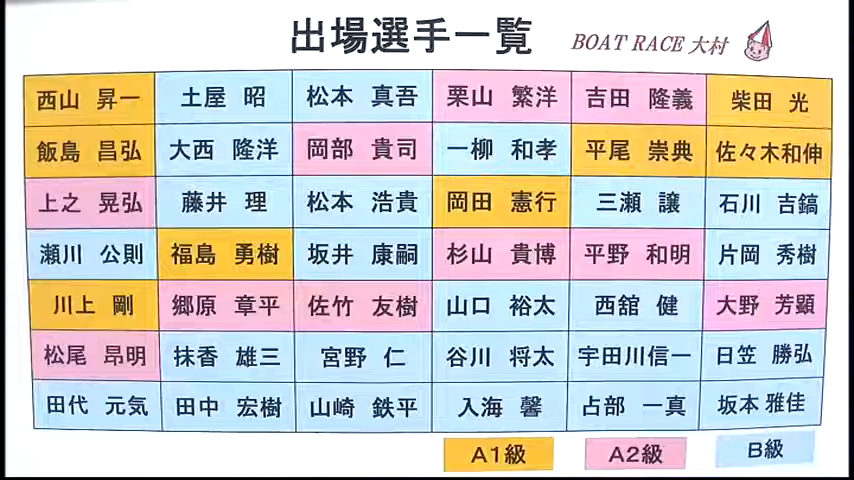 出場選手一覧 BOAT RACE 大村
西山 昇一 土屋 昭 松本 真吾 栗山 繁洋 吉田 隆義 柴田 光
飯島 昌弘 大西 隆洋 岡部 貴司 一柳 和孝 平尾 崇典 佐々木和伸
上之 晃弘 藤井 理 松本 浩貴 岡田 憲行 三瀬 譲 石川 吉鎬
瀬川 公則 福島 勇樹 坂井 康嗣 杉山 貴博 平野 和明 片岡 秀樹
川上 剛 郷原 章平 佐竹 友樹 山口 裕太 西舘 健 大野 芳顕
松尾 昂明 抹香 雄三 宮野 仁 谷川 将太 宇田川信一 日笠 勝弘
田代 元気 田中 宏樹 山崎 鉄平 入海 馨 占部 一真 坂本 雅佳
A1級 A2級 B級